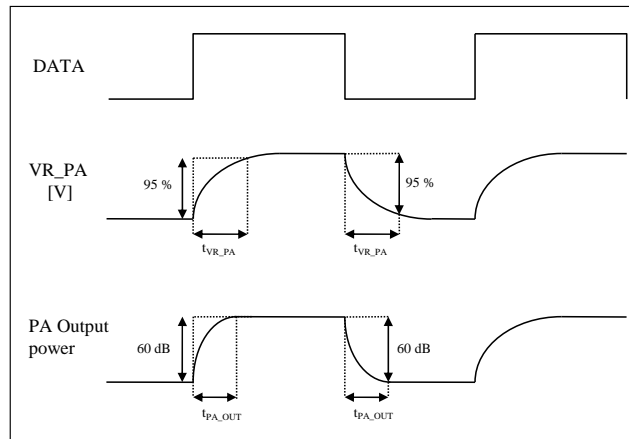 DATA
VR_PA
[V]
95 %
95 %
tVR_PA
tVR_PA
PA Output
power
60 dB
60 dB
tPA_OUT
tPA_OUT